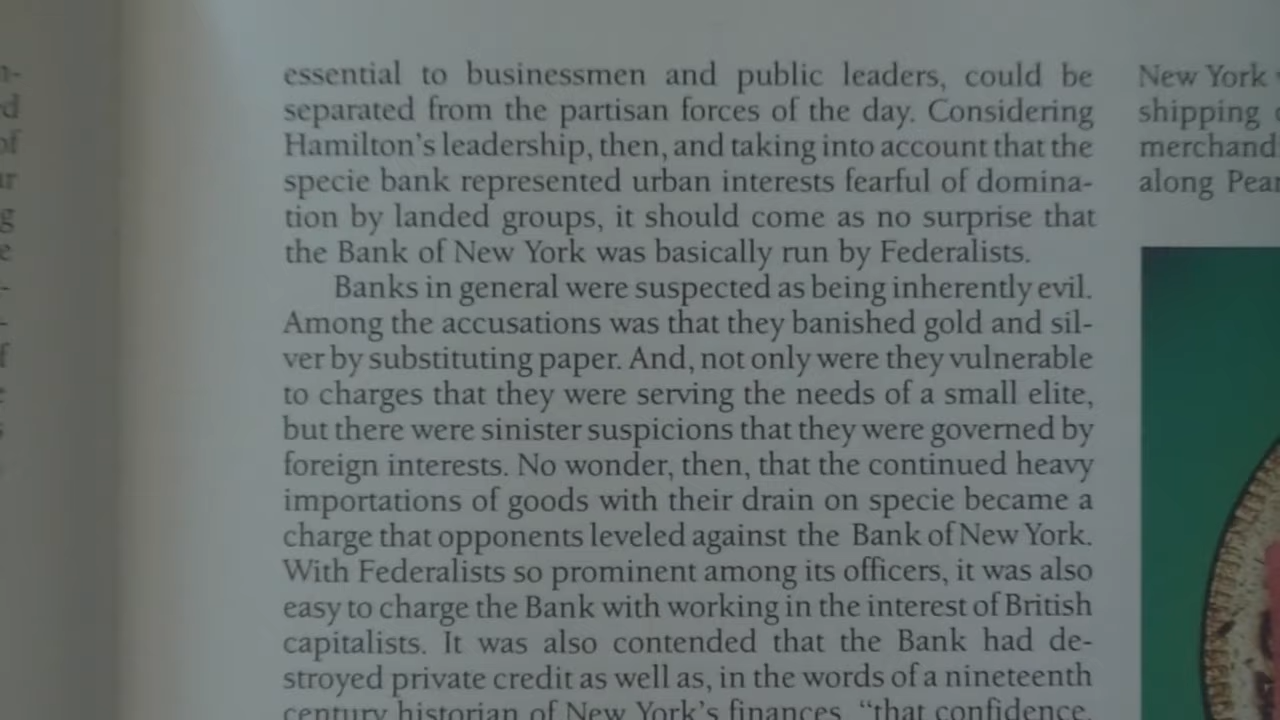 essential to businessmen and public leaders, could be
separated from the partisan forces of the day. Considering
Hamilton's leadership, then, and taking into account that the
specie bank represented urban interests fearful of domina-
tion by landed groups, it should come as no surprise that
the Bank of New York was basically run by Federalists.
Banks in general were suspected as being inherently evil.
Among the accusations was that they banished gold and sil-
ver by substituting paper. And, not only were they vulnerable
to charges that they were serving the needs of a small elite,
but there were sinister suspicions that they were governed by
foreign interests. No wonder, then, that the continued heavy
importations of goods with their drain on specie became a
charge that opponents leveled against the Bank of New York.
With Federalists so prominent among its officers, it was also
easy to charge the Bank with working in the interest of British
capitalists. It was also contended that the Bank had de-
stroyed private credit as well as, in the words of a nineteenth
century historian of New York's finances, "that confidence,
New York
shipping
along